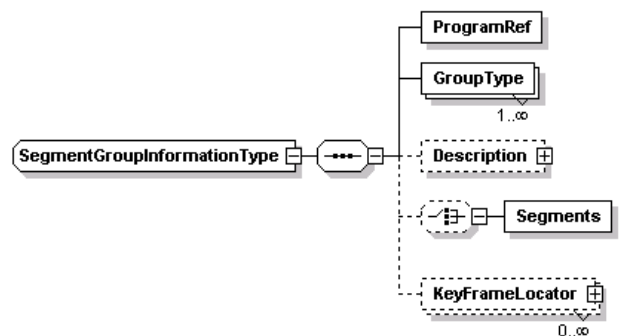 ProgramRef
GroupType
1..∞
SegmentGroupInformationType
Description
Segments
KeyFrameLocator
0..∞